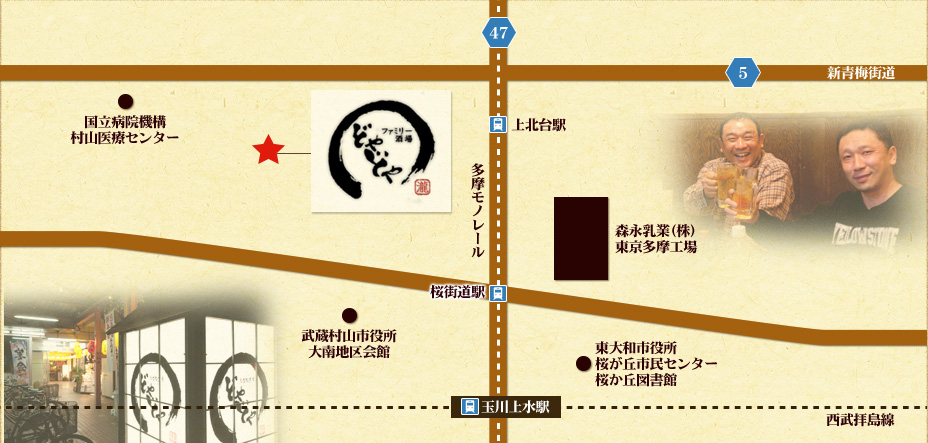 47
5
新青梅街道
国立病院機構
村山医療センター
ファミリー
酒場
どやいや
瀧
上北台駅
多摩モノレール
森永乳業(株)
東京多摩工場
YELLOWSTONE
桜街道駅
武蔵村山市役所
大南地区会館
東大和市役所
桜が丘市民センター
桜か丘図書館
玉川上水駅
西武拝島線